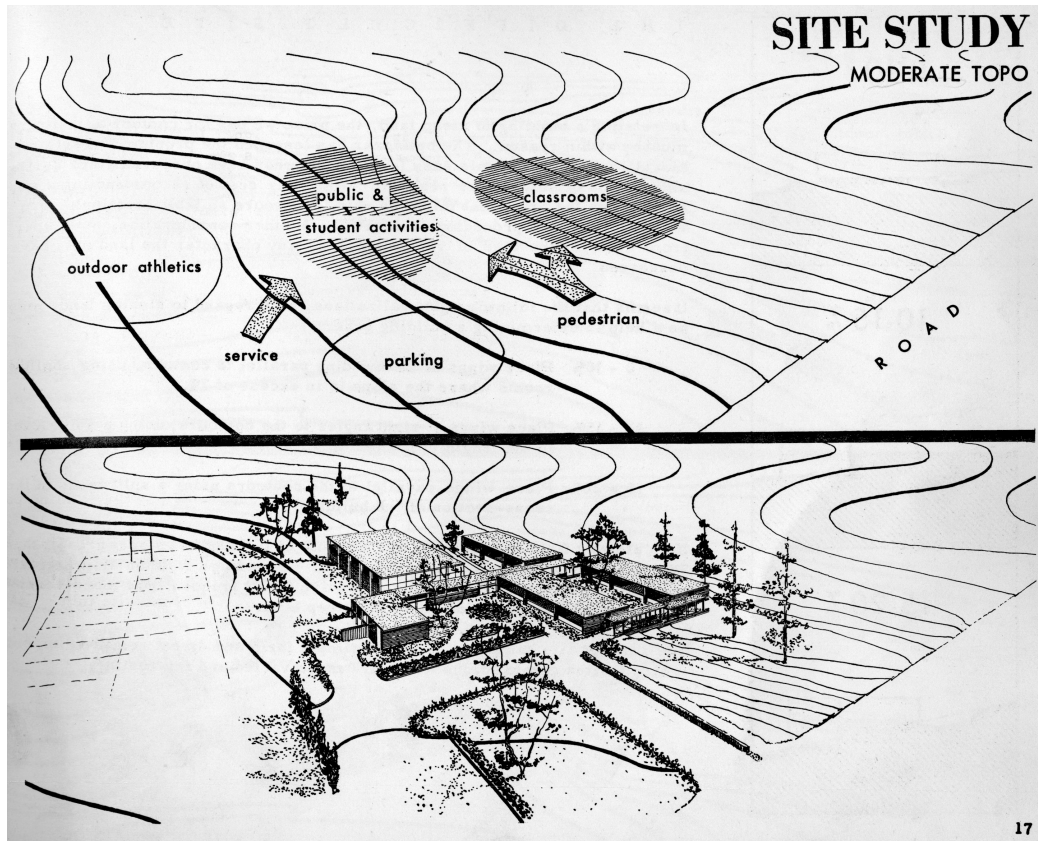 SITE STUDY
MODERATE TOPO
public &
student activities
classrooms
outdoor athletics
service
parking
pedestrian
ROAD
17